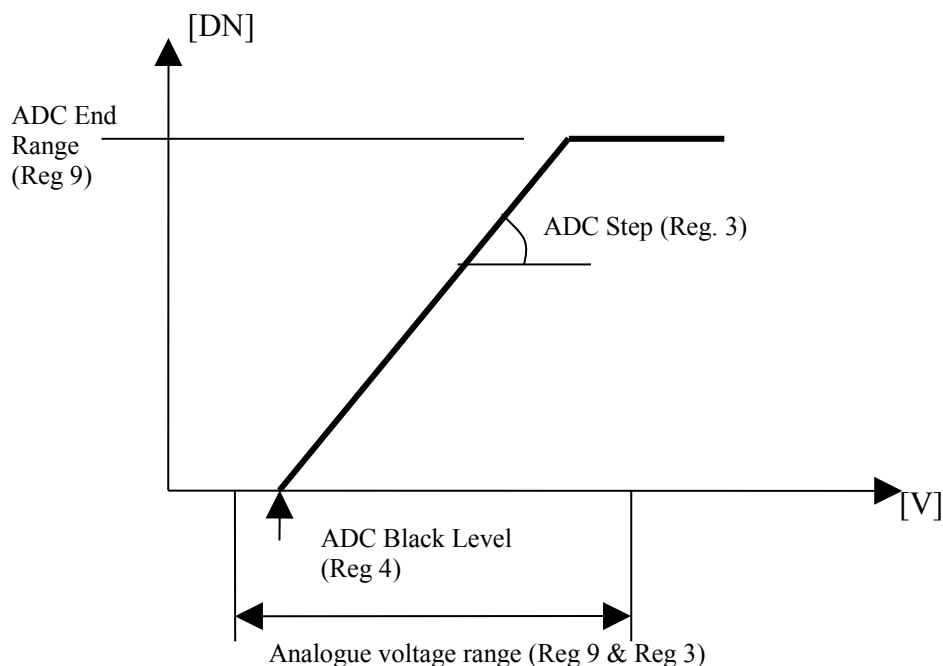 [DN]
ADC End
Range
(Reg 9)
ADC Step (Reg. 3)
[V]
ADC Black Level
(Reg 4)
Analogue voltage range (Reg 9 & Reg 3)